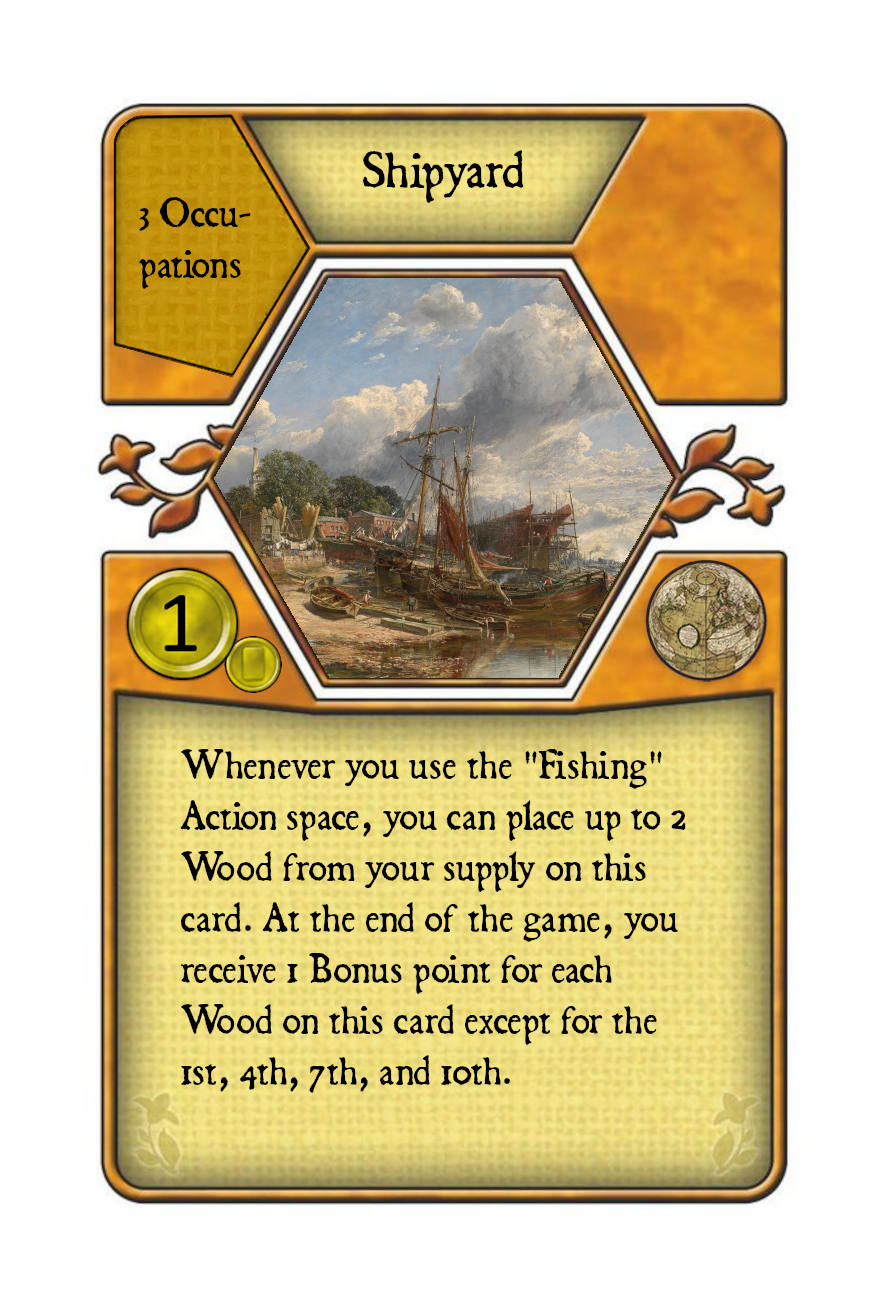 Shipyard
3 Occu-
pations
1
Whenever you use the "Fishing"
Action space, you can place up to 2
Wood from your supply on this
card. At the end of the game, you
receive 1 Bonus point for each
Wood on this card except for the
1st, 4th, 7th, and 10th.